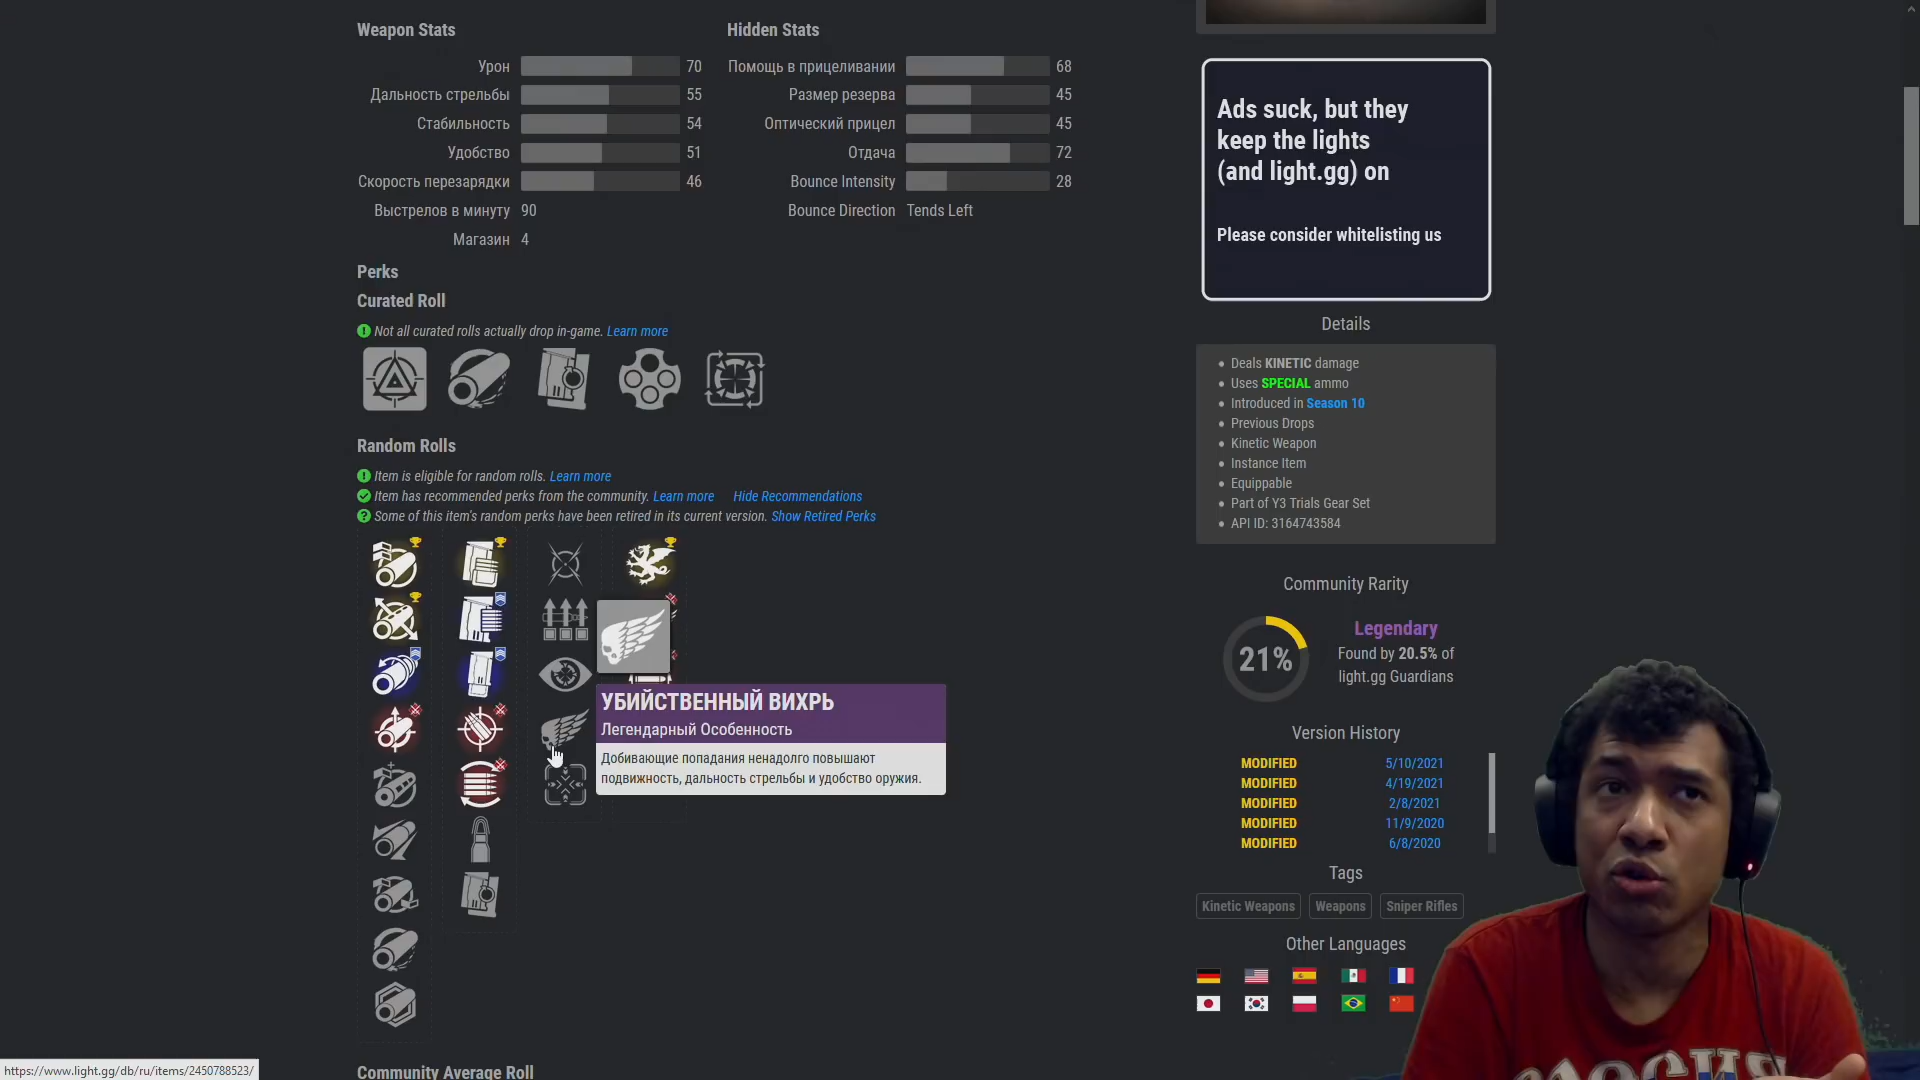 Weapon Stats
Урон 70
Дальность стрельбы 55
Стабильность 54
Удобство 51
Скорость перезарядки 46
Выстрелов в минуту 90
Магазин 4
Hidden Stats
Помощь в прицеливании 68
Размер резерва 45
Оптический прицел 45
Отдача 72
Bounce Intensity 28
Bounce Direction Tends Left
Perks
Curated Roll
Not all curated rolls actually drop in-game. Learn more
Random Rolls
Item is eligible for random rolls. Learn more
Item has recommended perks from the community. Learn more Hide Recommendations
Some of this item's random perks have been retired in its current version. Show Retired Perks
УБИЙСТВЕННЫЙ ВИХРЬ
Легендарный Особенность
Добивающие попадания ненадолго повышают
подвижность, дальность стрельбы и удобство оружия.
Community Average Roll
https://www.light.gg/db/ru/items/2450788523/
Ads suck, but they
keep the lights
(and light.gg) on
Please consider whitelisting us
Details
Deals KINETIC damage
Uses SPECIAL ammo
Introduced in Season 10
Previous Drops
Kinetic Weapon
Instance Item
Equippable
Part of Y3 Trials Gear Set
API ID: 3164743584
Community Rarity
21%
Legendary
Found by 20.5% of
light.gg Guardians
Version History
MODIFIED 5/10/2021
MODIFIED 4/19/2021
MODIFIED 2/8/2021
MODIFIED 11/9/2020
MODIFIED 6/8/2020
Tags
Kinetic Weapons Weapons Sniper Rifles
Other Languages